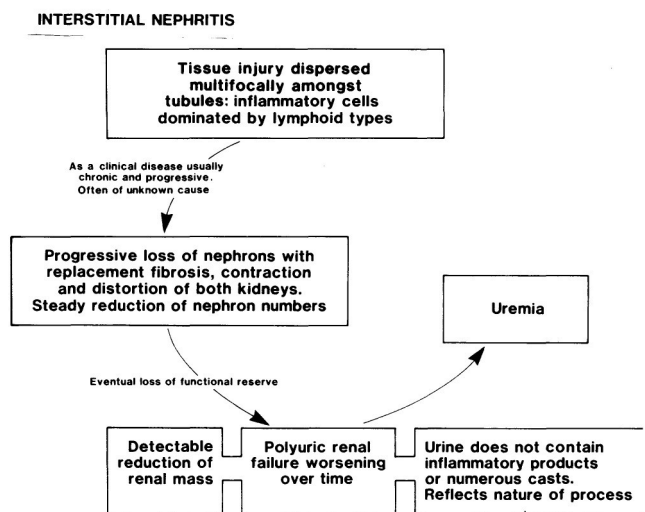 INTERSTITIAL NEPHRITIS
Tissue injury dispersed
multifocally amongst
tubules: inflammatory cells
dominated by lymphoid types
As a clinical disease usually
chronic and progressive.
Often of unknown cause
Progressive loss of nephrons with
replacement fibrosis, contraction
and distortion of both kidneys.
Steady reduction of nephron numbers
Uremia
Eventual loss of functional reserve
Detectable
reduction of
renal mass
Polyuric renal
failure worsening
over time
Urine does not contain
inflammatory products
or numerous casts.
Reflects nature of process